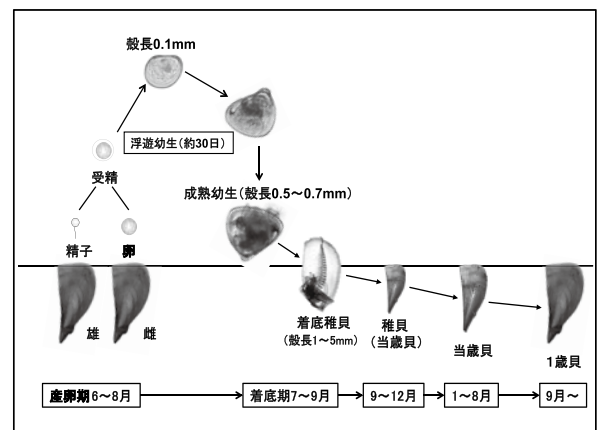 殻長0.1mm
浮遊幼生(約30日)
受精
成熟幼生(殻長0.5～0.7mm)
精子
卵
雄
雌
着底稚貝
(殻長1～5mm)
稚貝
(当歳貝)
当歳貝
1歳貝
産卵期6～8月
着底期7～9月
9～12月
1～8月
9月～